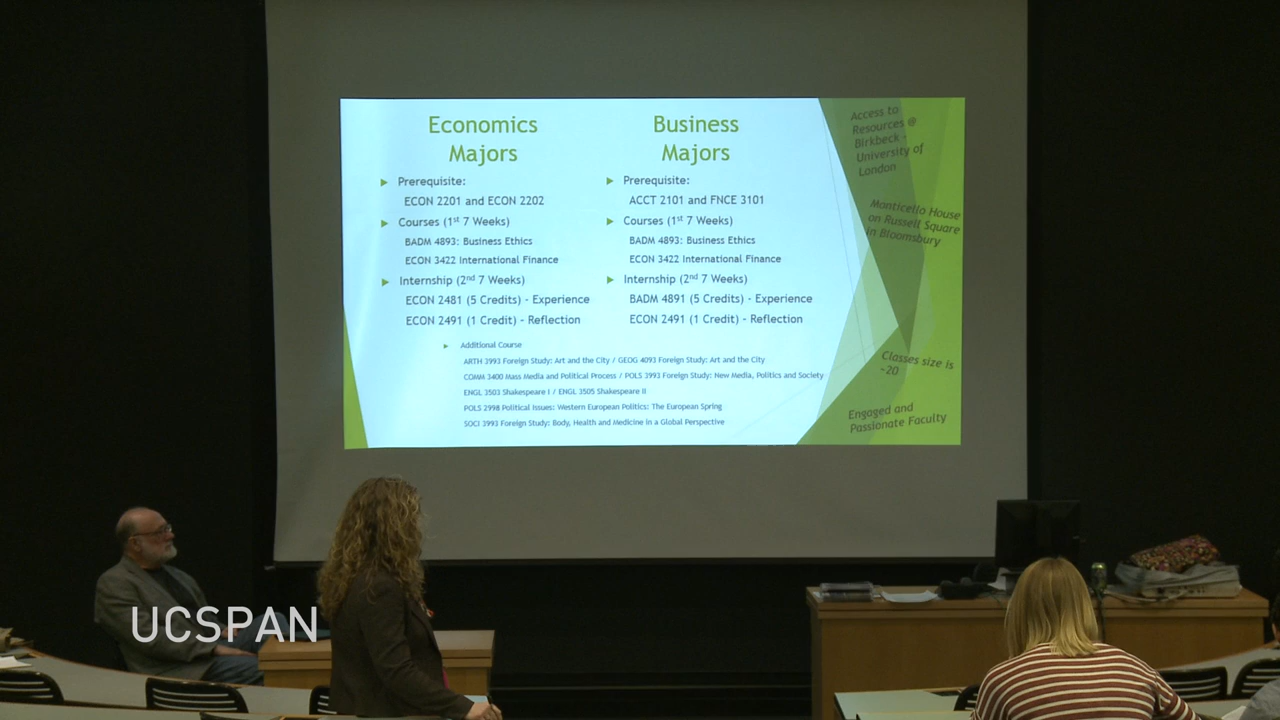 Economics
Majors
Prerequisite:
ECON 2201 and ECON 2202
Courses (1st 7 Weeks)
BADM 4893: Business Ethics
ECON 3422 International Finance
Internship (2nd 7 Weeks)
ECON 2481 (5 Credits) - Experience
ECON 2491 (1 Credit) - Reflection
Business
Majors
Prerequisite:
ACCT 2101 and FNCE 3101
Courses (1st 7 Weeks)
BADM 4893: Business Ethics
ECON 3422 International Finance
Internship (2nd 7 Weeks)
BADM 4891 (5 Credits) - Experience
ECON 2491 (1 Credit) - Reflection
Additional Course
ARTH 3993 Foreign Study: Art and the City / GEOG 4093 Foreign Study: Art and the City
COMM 3400 Mass Media and Political Process / POLS 3993 Foreign Study: New Media, Politics and Society
ENGL 3503 Shakespeare I / ENGL 3505 Shakespeare II
POLS 2998 Political Issues: Western European Politics: The European Spring
SOCI 3993 Foreign Study: Body, Health and Medicine in a Global Perspective
Access to
Resources @
Birkbeck -
University of
London
Monticello House
on Russell Square
in Bloomsbury
Classes size is
~20
Engaged and
Passionate Faculty
UCSPAN